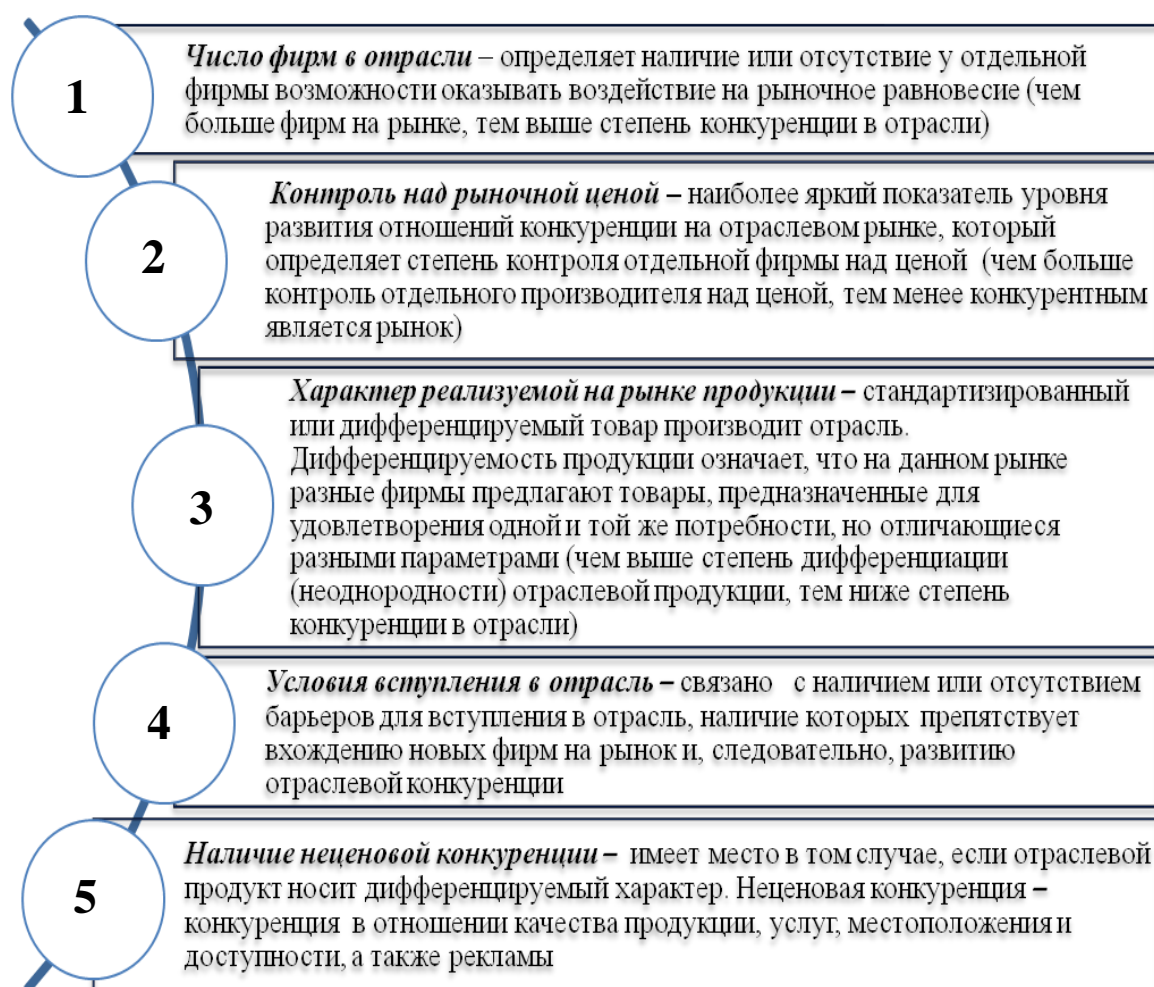 1
Число фирм в отрасли – определяет наличие или отсутствие у отдельной
фирмы возможности оказывать воздействие на рыночное равновесие (чем
больше фирм на рынке, тем выше степень конкуренции в отрасли)
2
Контроль над рыночной ценой – наиболее яркий показатель уровня
развития отношений конкуренции на отраслевом рынке, который
определяет степень контроля отдельной фирмы над ценой (чем больше
контроль отдельного производителя над ценой, тем менее конкурентным
является рынок)
3
Характер реализуемой на рынке продукции – стандартизированный
или дифференцируемый товар производит отрасль.
Дифференцируемость продукции означает, что на данном рынке
разные фирмы предлагают товары, предназначенные для
удовлетворения одной и той же потребности, но отличающиеся
разными параметрами (чем выше степень дифференциации
(неоднородности) отраслевой продукции, тем ниже степень
конкуренции в отрасли)
4
Условия вступления в отрасль – связано с наличием или отсутствием
барьеров для вступления в отрасль, наличие которых препятствует
вхождению новых фирм на рынок и, следовательно, развитию
отраслевой конкуренции
5
Наличие неценовой конкуренции – имеет место в том случае, если отраслевой
продукт носит дифференцируемый характер. Неценовая конкуренция –
конкуренция в отношении качества продукции, услуг, местоположения и
доступности, а также рекламы